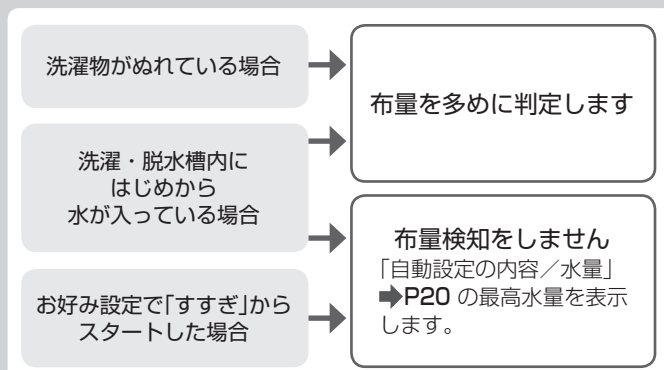 洗濯物がぬれている場合
布量を多めに判定します
洗濯・脱水槽内に
はじめから
水が入っている場合
布量検知をしません
「自動設定の内容／水量」
➡P20 の最高水量を表示
します。
お好み設定で「すすぎ」から
スタートした場合